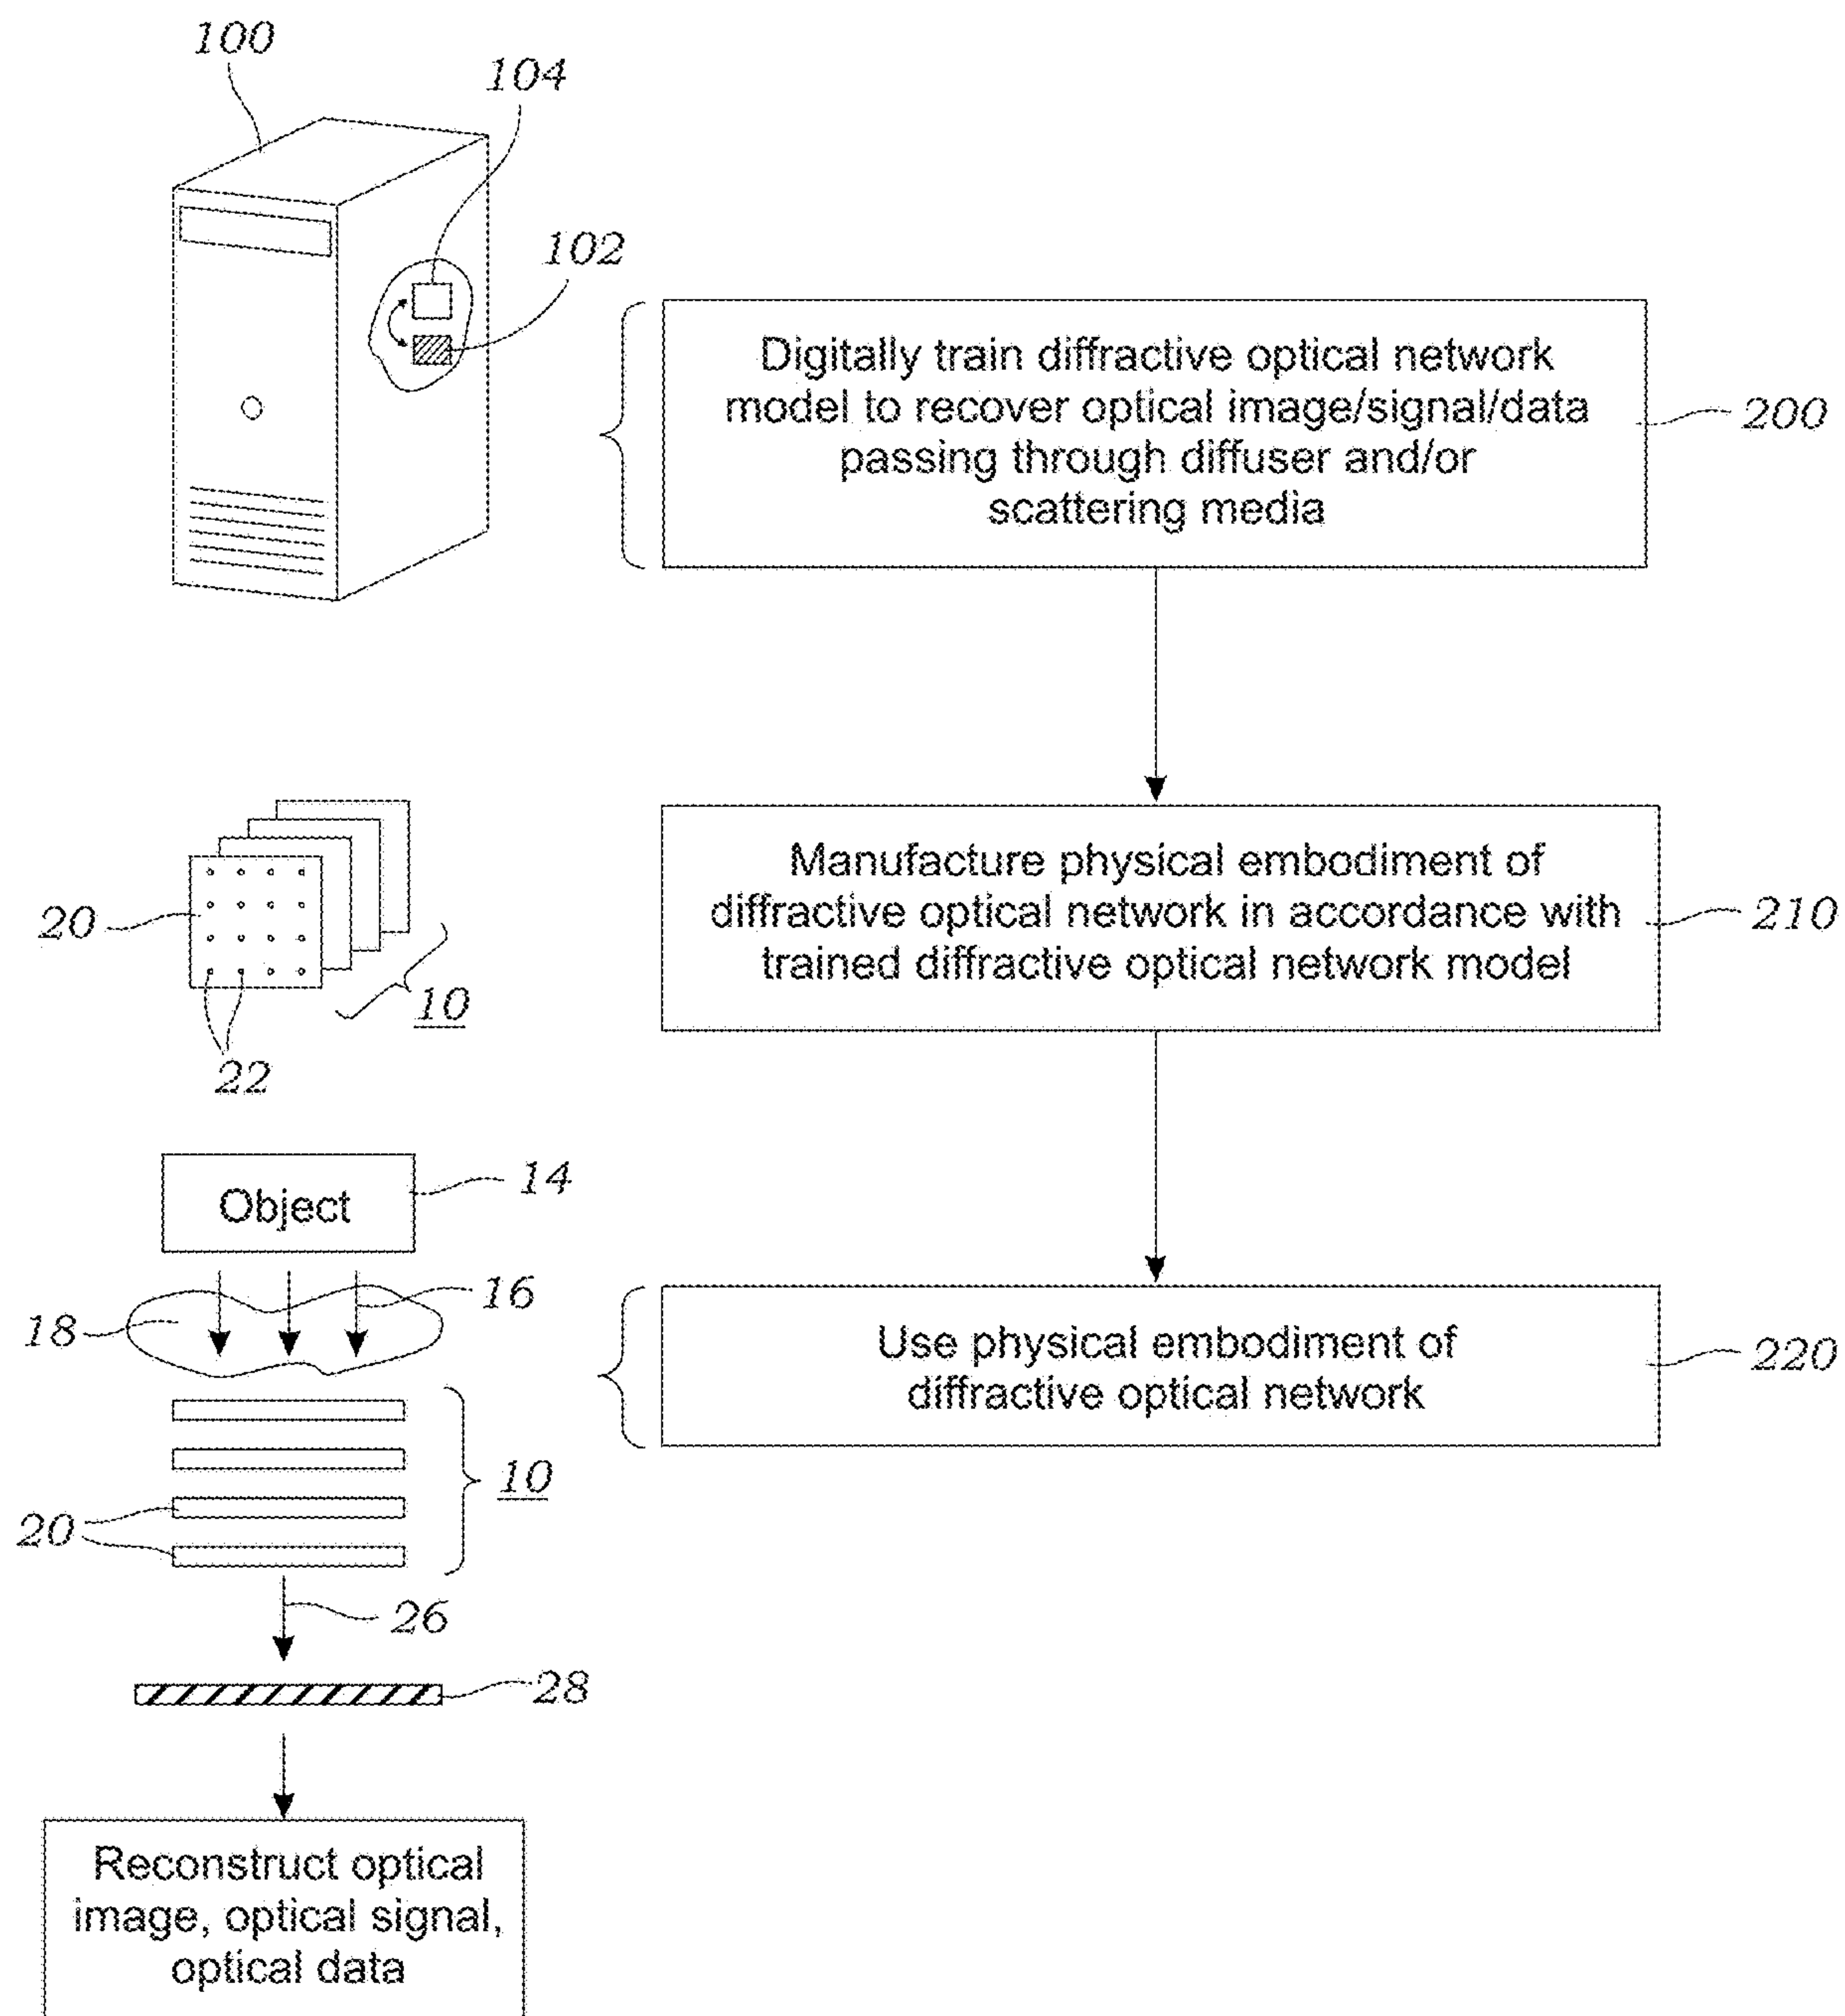 100
104
102
Digitally train diffractive optical network
model to recover optical image/signal/data
passing through diffuser and/or
scattering media
200
20
10
22
Manufacture physical embodiment of
diffractive optical network in accordance with
trained diffractive optical network model
210
Object
14
16
18
10
20
26
28
Use physical embodiment of
diffractive optical network
220
Reconstruct optical
image, optical signal,
optical data